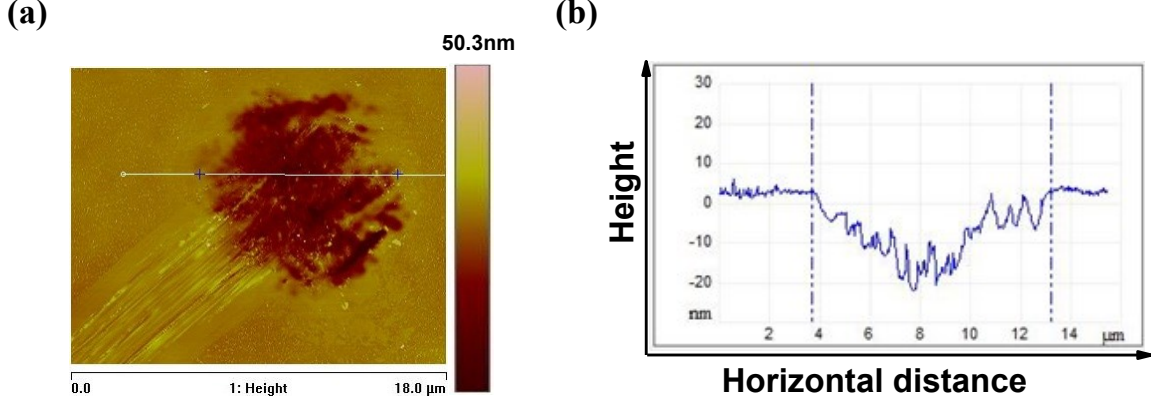 (a)
50.3nm
0.0 1: Height 18.0 µm
(b)
Height
30
20
10
0
-10
-20
nm
2 4 6 8 10 12 14 µm
Horizontal distance